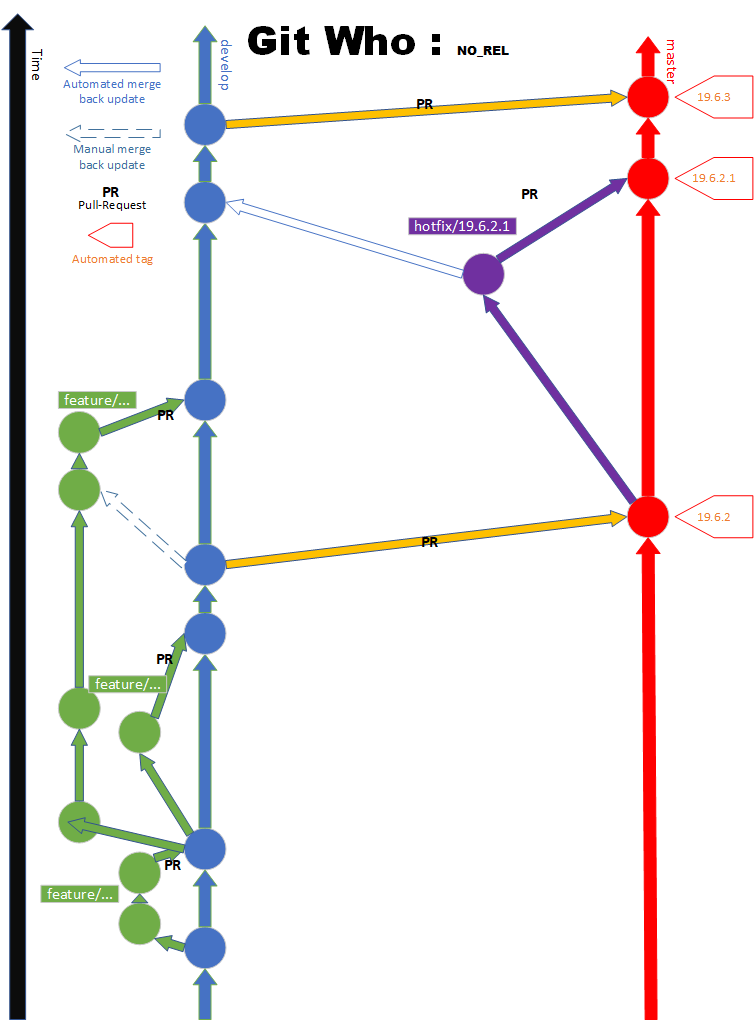 Git Who : NO_REL
Time
develop
master
Automated merge
back update
Manual merge
back update
PR
Pull-Request
Automated tag
PR
19.6.3
19.6.2.1
PR
hotfix/19.6.2.1
feature/...
PR
19.6.2
PR
PR
feature/...
PR
feature/...